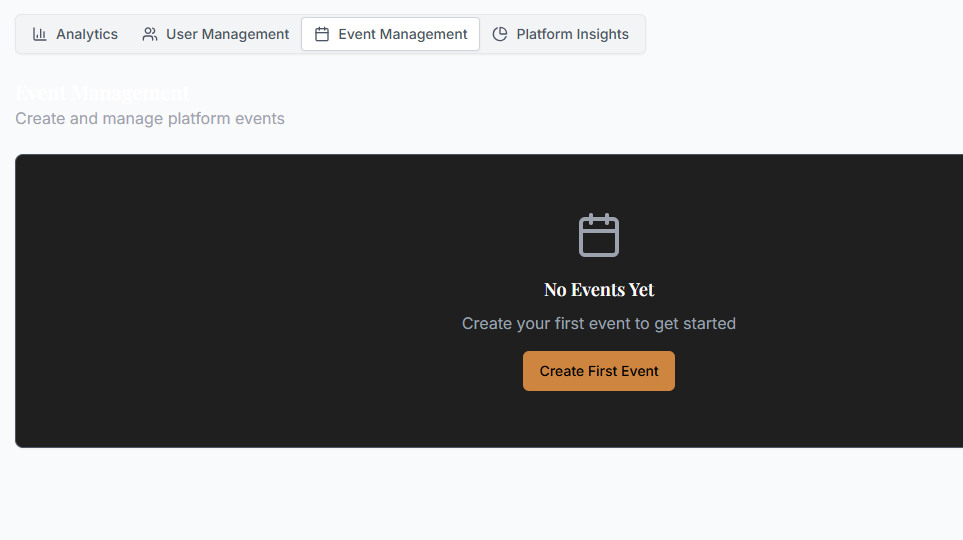 Analytics User Management Event Management Platform Insights
Event Management
Create and manage platform events
No Events Yet
Create your first event to get started
Create First Event